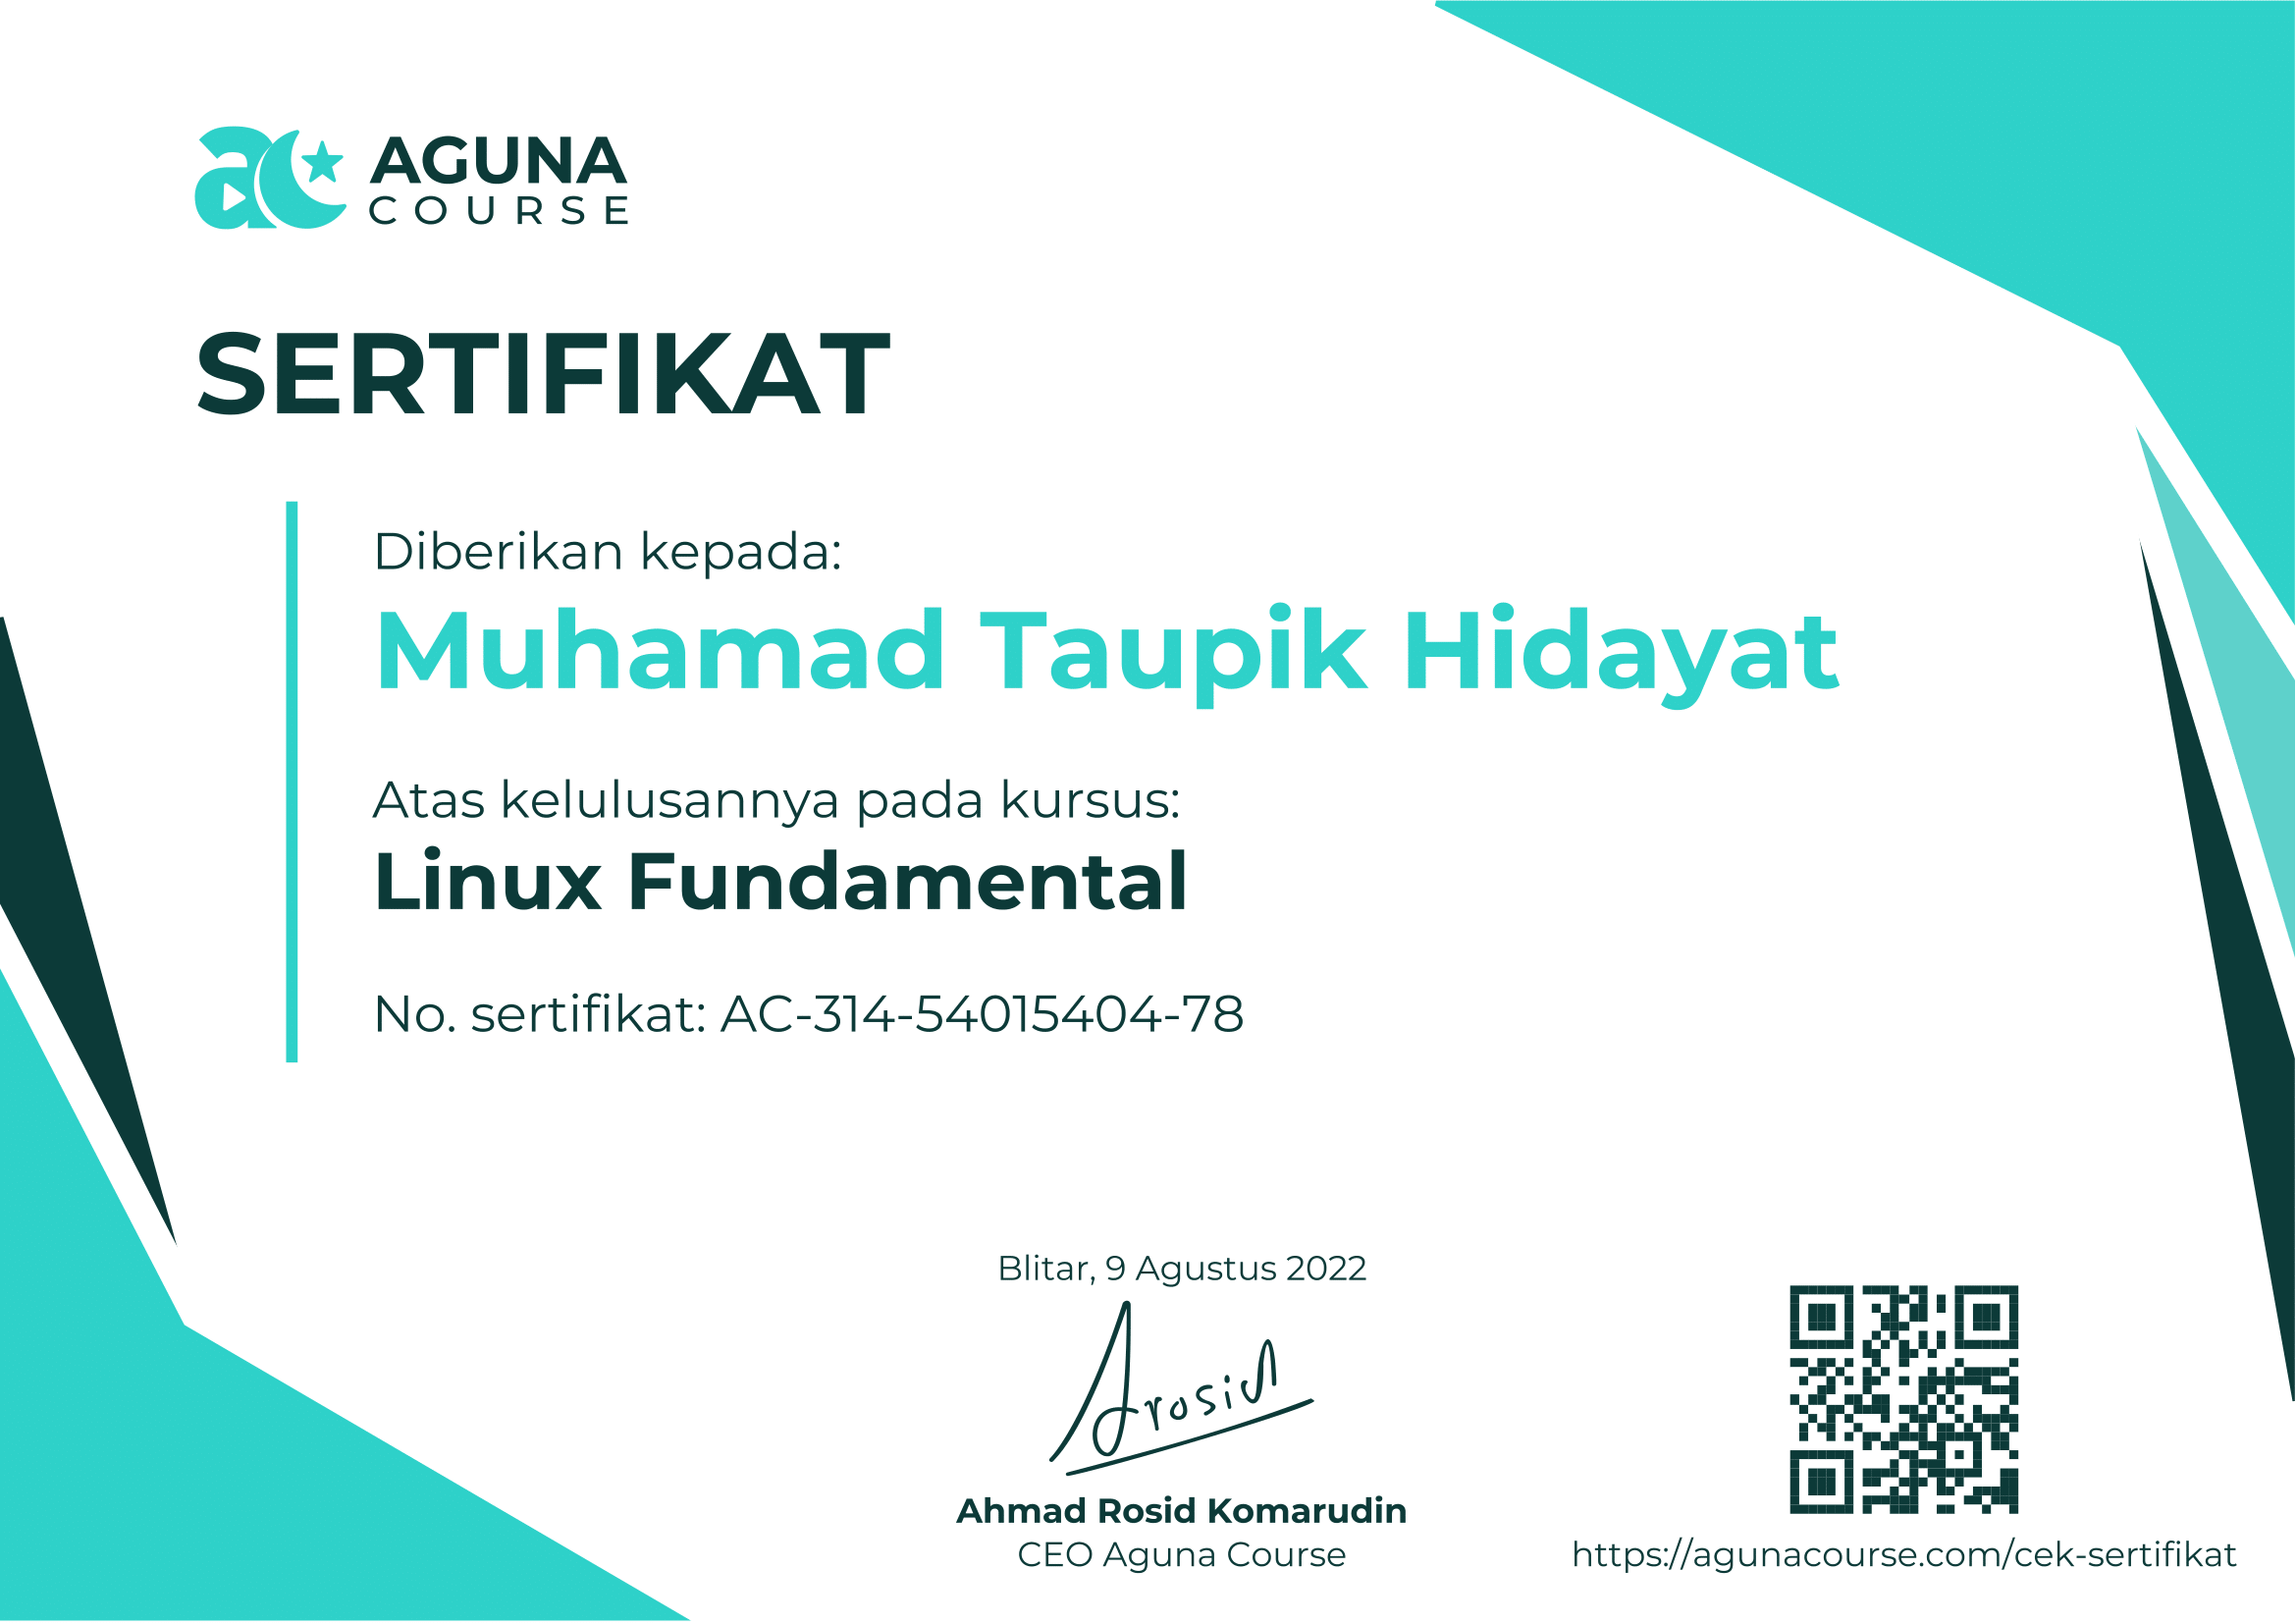 AGUNA
COURSE
SERTIFIKAT
Diberikan kepada:
Muhamad Taupik Hidayat
Atas kelulusannya pada kursus:
Linux Fundamental
No. sertifikat: AC-314-54015404-78
Blitar, 9 Agustus 2022
Arosid
Ahmad Rosid Komarudin
CEO Aguna Course
https://agunacourse.com/cek-sertifikat